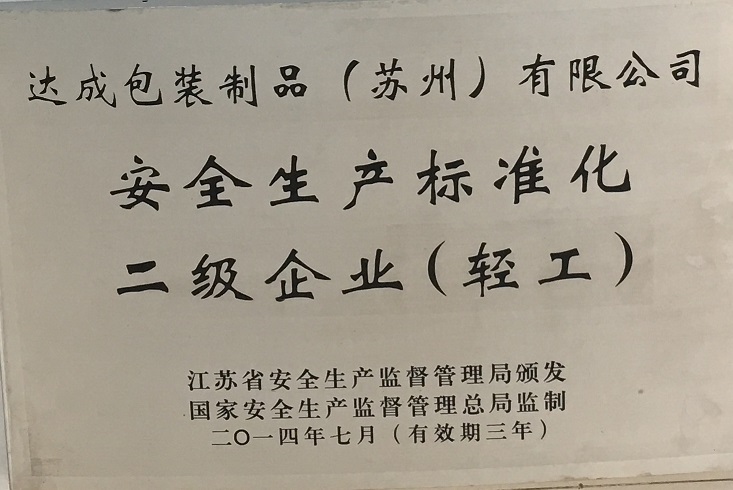 达成包装制品（苏州）有限公司
安全生产标准化
二级企业（轻工）
江苏省安全生产监督管理局颁发
国家安全生产监督管理总局监制
二〇一四年七月（有效期三年）